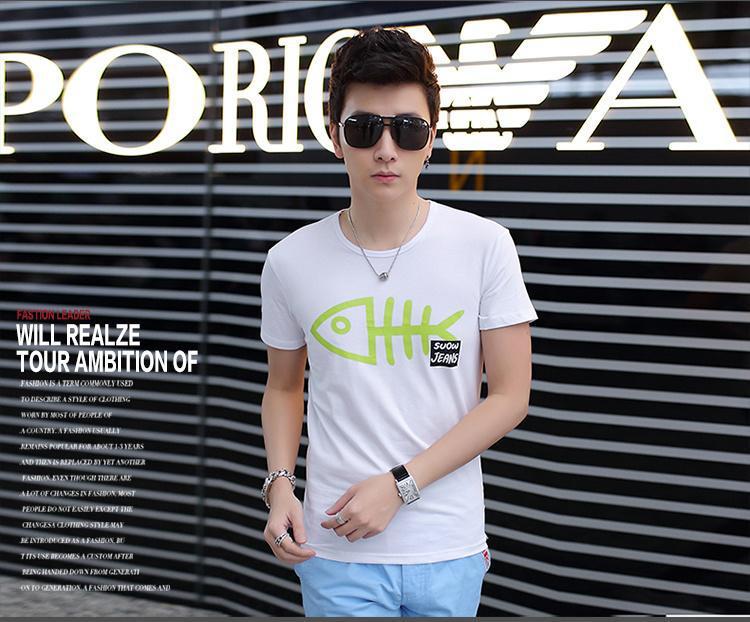 PORIO A
SUOW
JEANS
FASTION LEADER
WILL REALZE
TOUR AMBITION OF
FASHION IS A TERM COMMONLY USED
TO DESCRIBE A STYLE OF CLOTHING
WORN BY MOST OF PEOPLE OF
A COUNTRY. A FASHION USUALLY
REMAINS POPULAR FOR ABOUT 1-3 YEARS
AND THEN IS REPLACED BY YET ANOTHER
FASHION. EVEN THOUGH THERE ARE
A LOT OF CHANGES IN FASHION, MOST
PEOPLE DO NOT EASILY EXCEPT THE
CHANGESA CLOTHING STYLE MAY
BE INTRODUCED AS A FASHION, BU
T ITS USE BECOMES A CUSTOM AFTER
BEING HANDED DOWN FROM GENERATI
ON TO GENERATION. A FASHION THAT COMES AND